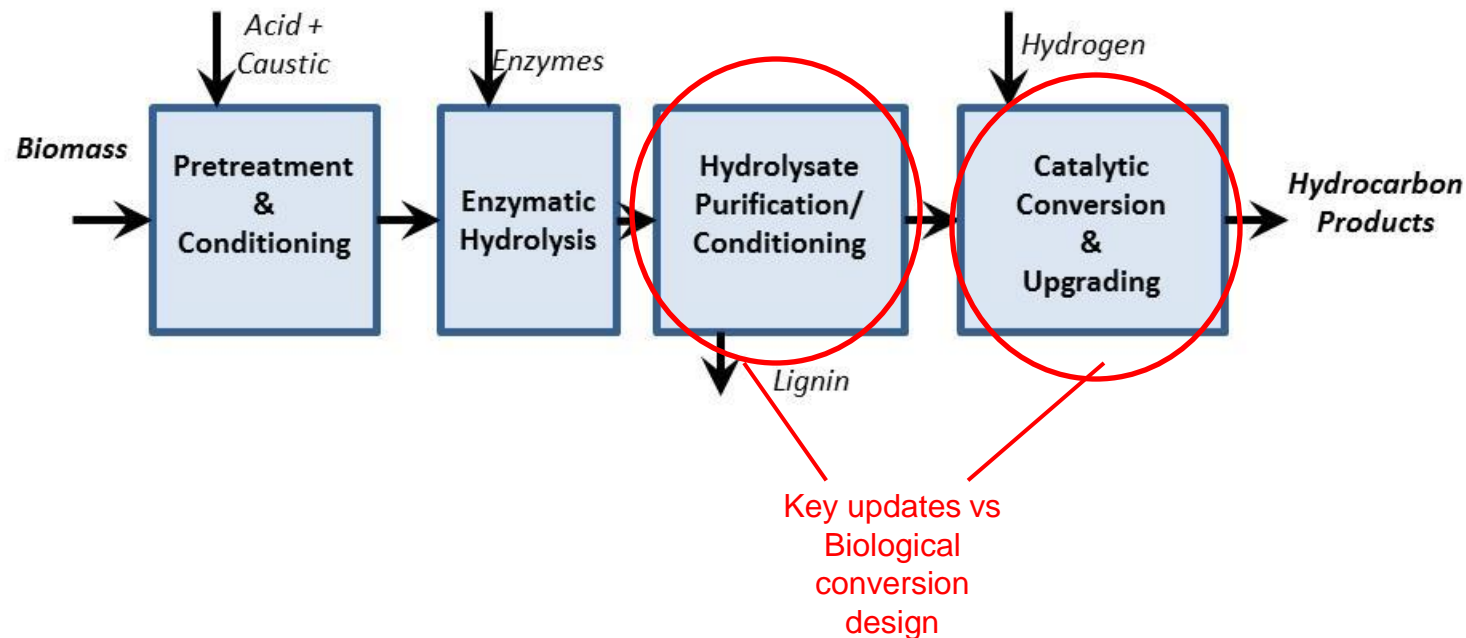 Acid +
Caustic
Enzymes
Hydrogen
Biomass
Pretreatment
&
Conditioning
Enzymatic
Hydrolysis
Hydrolysate
Purification/
Conditioning
Catalytic
Conversion
&
Upgrading
Hydrocarbon
Products
Lignin
Key updates vs
Biological
conversion
design